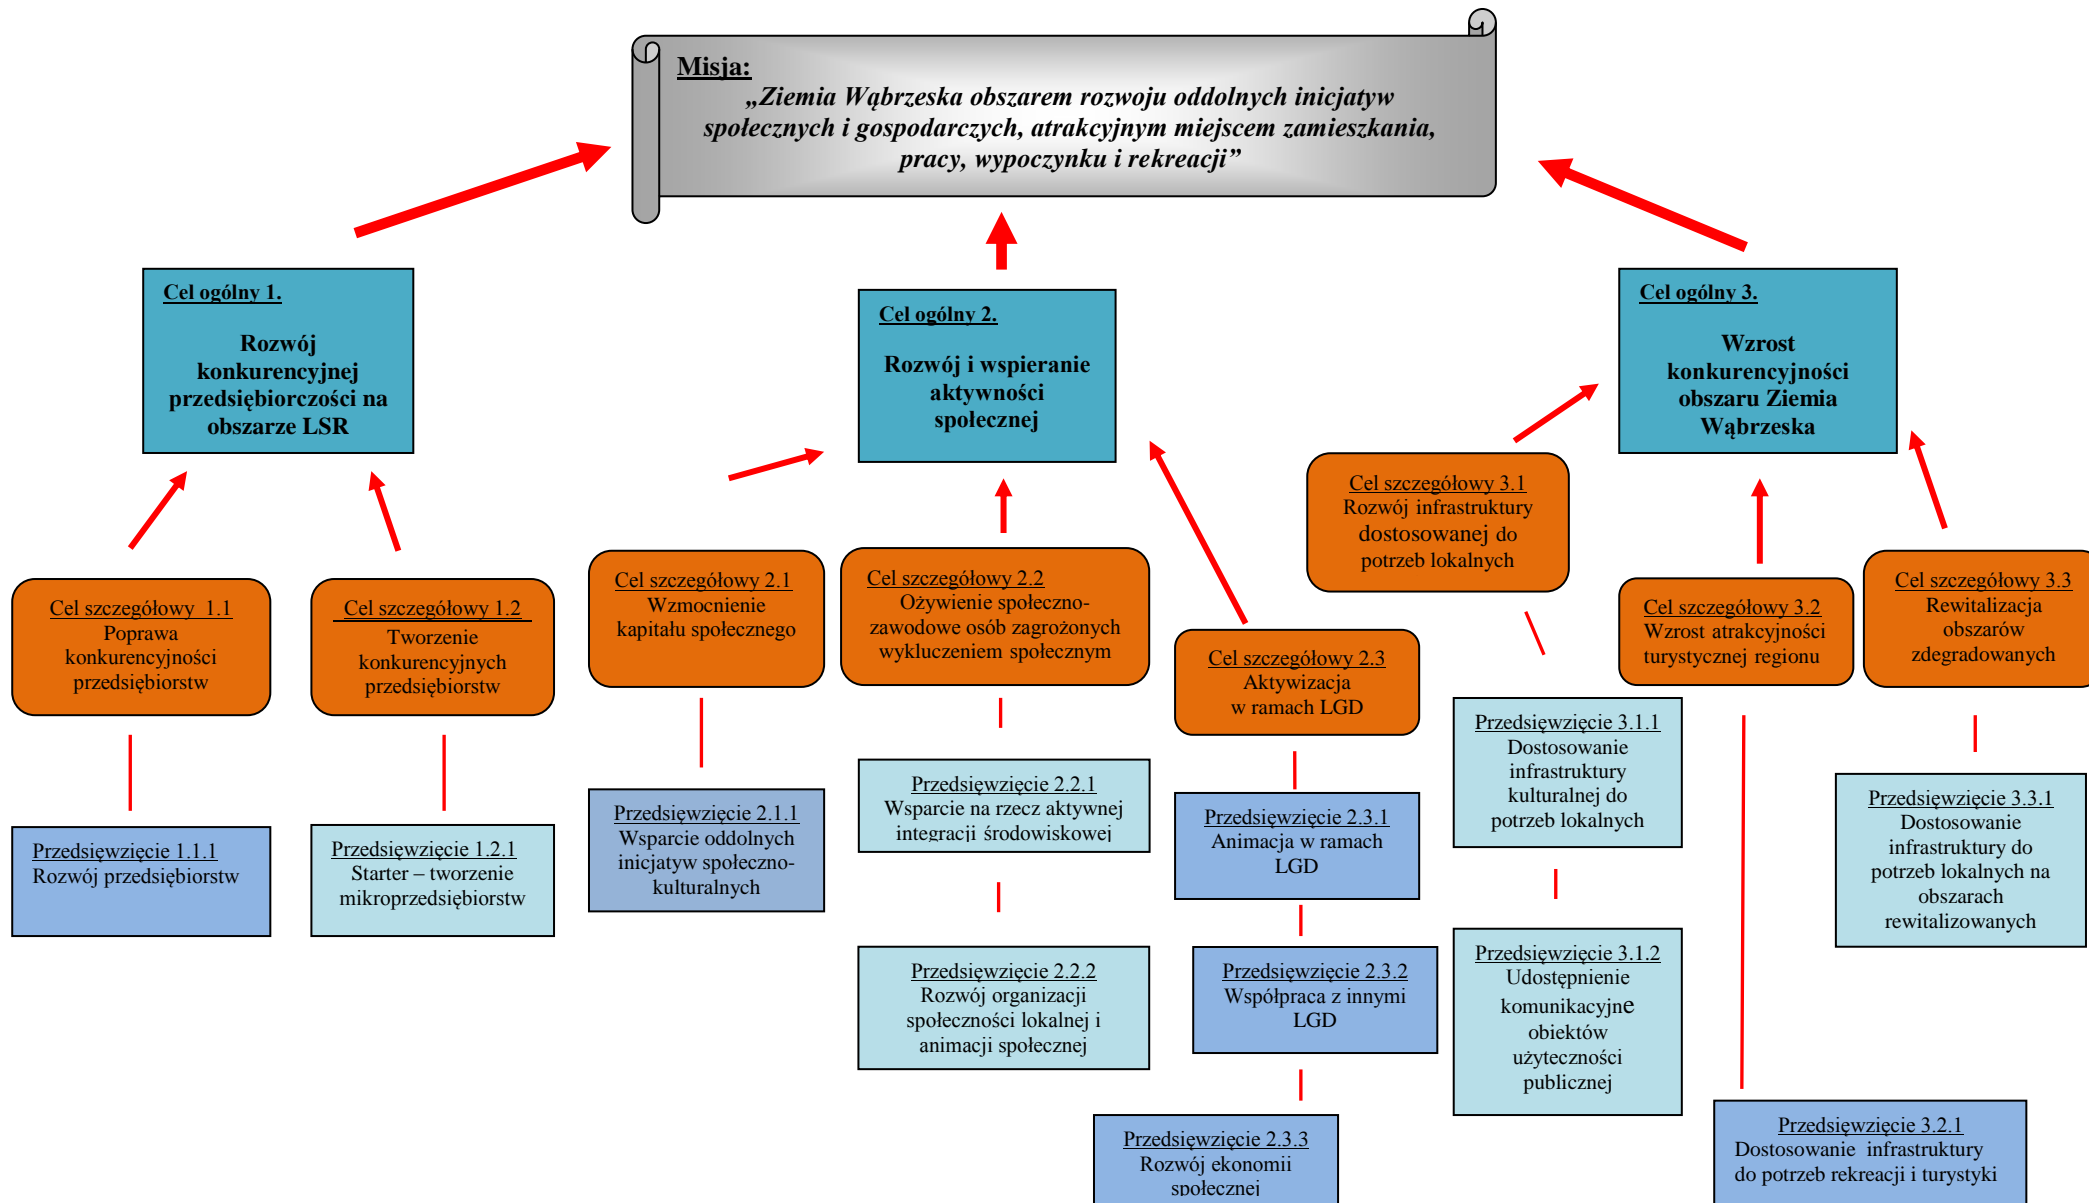 Misja:
„Ziemia Wąbrzeska obszarem rozwoju oddolnych inicjatyw
społecznych i gospodarczych, atrakcyjnym miejscem zamieszkania,
pracy, wypoczynku i rekreacji”
Cel ogólny 1.
Rozwój
konkurencyjnej
przedsiębiorczości na
obszarze LSR
Cel ogólny 2.
Rozwój i wspieranie
aktywności
społecznej
Cel ogólny 3.
Wzrost
konkurencyjności
obszaru Ziemia
Wąbrzeska
Cel szczegółowy 1.1
Poprawa
konkurencyjności
przedsiębiorstw
Cel szczegółowy 1.2
Tworzenie
konkurencyjnych
przedsiębiorstw
Cel szczegółowy 2.1
Wzmocnienie
kapitału społecznego
Cel szczegółowy 2.2
Ożywienie społeczno-
zawodowe osób zagrożonych
wykluczeniem społecznym
Cel szczegółowy 2.3
Aktywizacja
w ramach LGD
Cel szczegółowy 3.1
Rozwój infrastruktury
dostosowanej do
potrzeb lokalnych
Cel szczegółowy 3.2
Wzrost atrakcyjności
turystycznej regionu
Cel szczegółowy 3.3
Rewitalizacja
obszarów
zdegradowanych
Przedsięwzięcie 1.1.1
Rozwój przedsiębiorstw
Przedsięwzięcie 1.2.1
Starter – tworzenie
mikroprzedsiębiorstw
Przedsięwzięcie 2.1.1
Wsparcie oddolnych
inicjatyw społeczno-
kulturalnych
Przedsięwzięcie 2.2.1
Wsparcie na rzecz aktywnej
integracji środowiskowej
Przedsięwzięcie 2.2.2
Rozwój organizacji
społeczności lokalnej i
animacji społecznej
Przedsięwzięcie 2.3.1
Animacja w ramach
LGD
Przedsięwzięcie 2.3.2
Współpraca z innymi
LGD
Przedsięwzięcie 2.3.3
Rozwój ekonomii
społecznej
Przedsięwzięcie 3.1.1
Dostosowanie
infrastruktury
kulturalnej do
potrzeb lokalnych
Przedsięwzięcie 3.1.2
Udostępnienie
komunikacyjne
obiektów
użyteczności
publicznej
Przedsięwzięcie 3.2.1
Dostosowanie infrastruktury
do potrzeb rekreacji i turystyki
Przedsięwzięcie 3.3.1
Dostosowanie
infrastruktury do
potrzeb lokalnych na
obszarach
rewitalizowanych